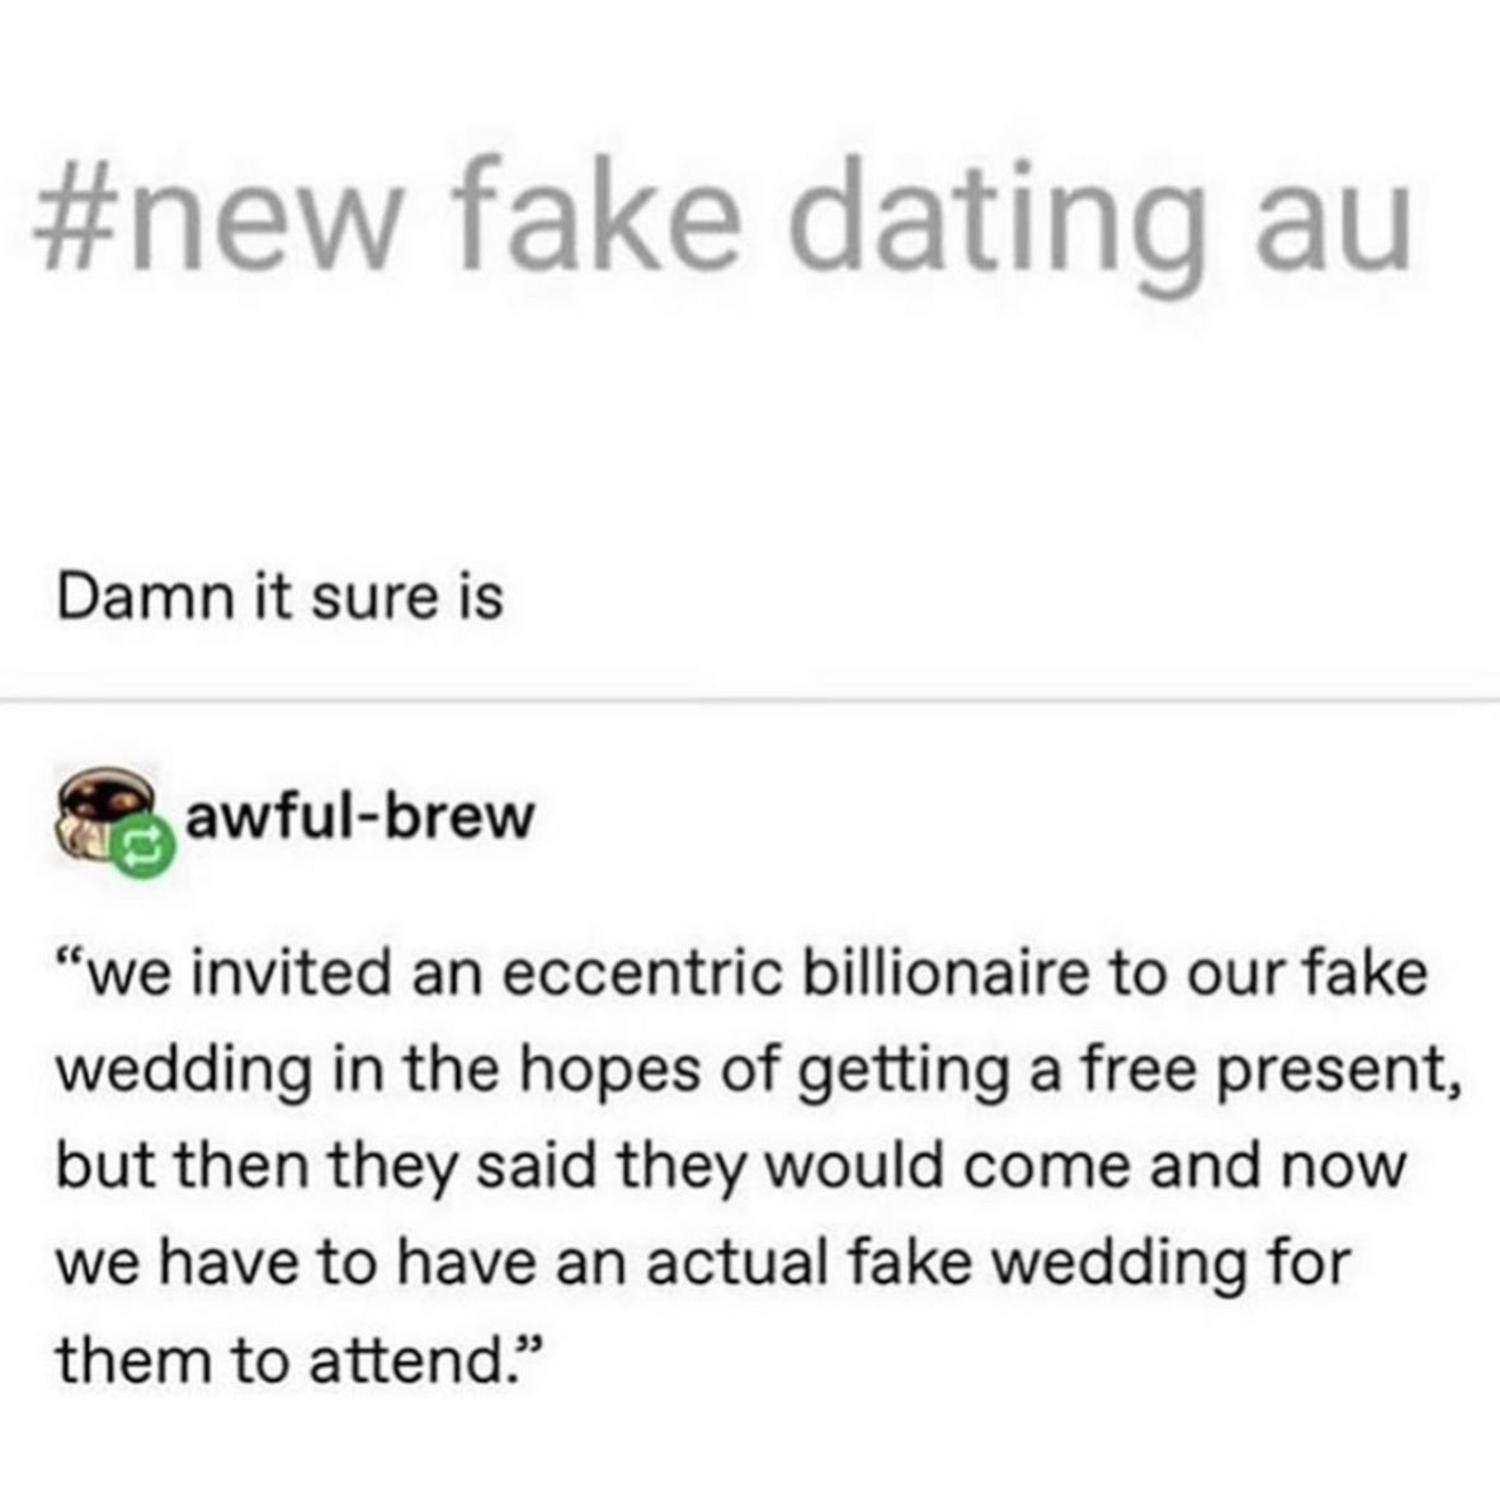 #new fake dating au
Damn it sure is
awful-brew
“we invited an eccentric billionaire to our fake
wedding in the hopes of getting a free present,
but then they said they would come and now
we have to have an actual fake wedding for
them to attend.”